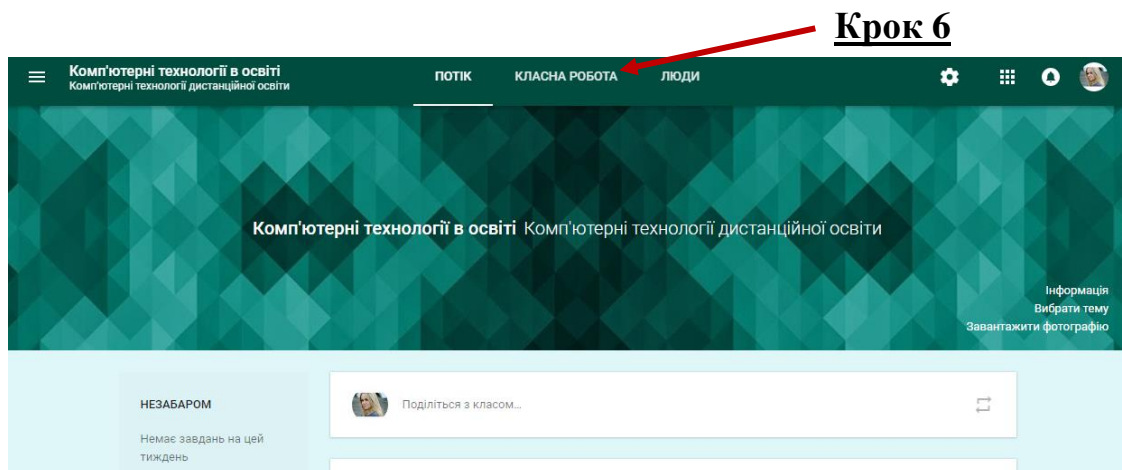 Крок 6
Комп'ютерні технології в освіті
Комп'ютерні технології дистанційної освіти
ПОТІК КЛАСНА РОБОТА ЛЮДИ
Комп'ютерні технології в освіті Комп'ютерні технології дистанційної освіти
Інформація
Вибрати тему
Завантажити фотографію
НЕЗАБАРОМ
Немає завдань на цей
тиждень
Поділіться з класом...